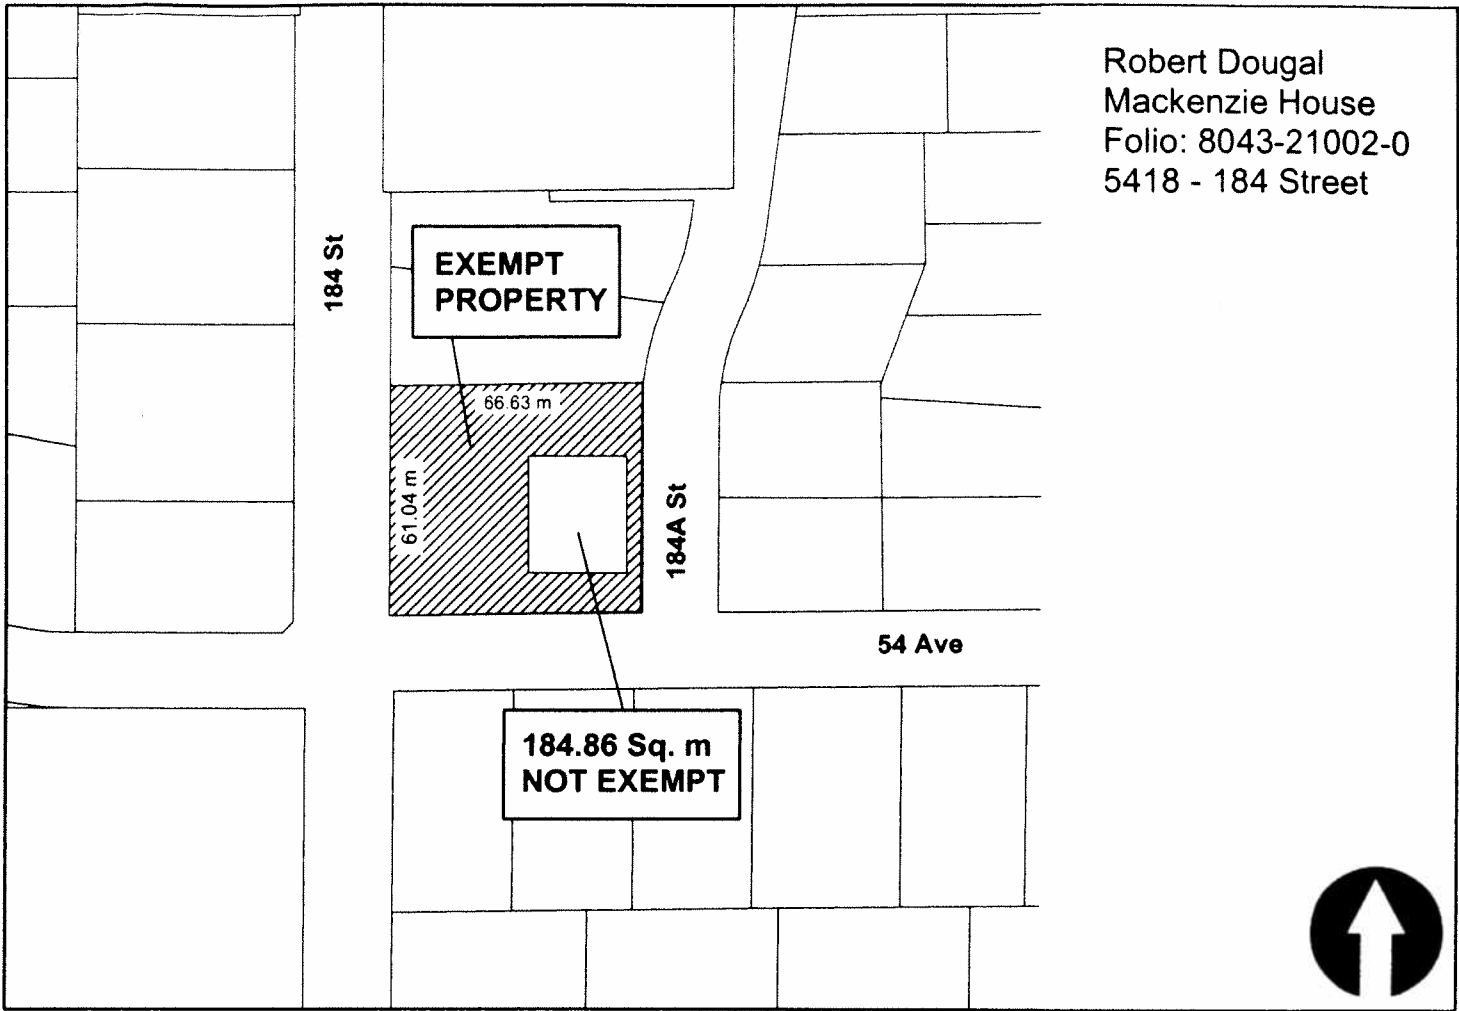 Robert Dougal
Mackenzie House
Folio: 8043-21002-0
5418 - 184 Street
184 St
EXEMPT
PROPERTY
66.63 m
61.04 m
184A St
54 Ave
184.86 Sq. m
NOT EXEMPT